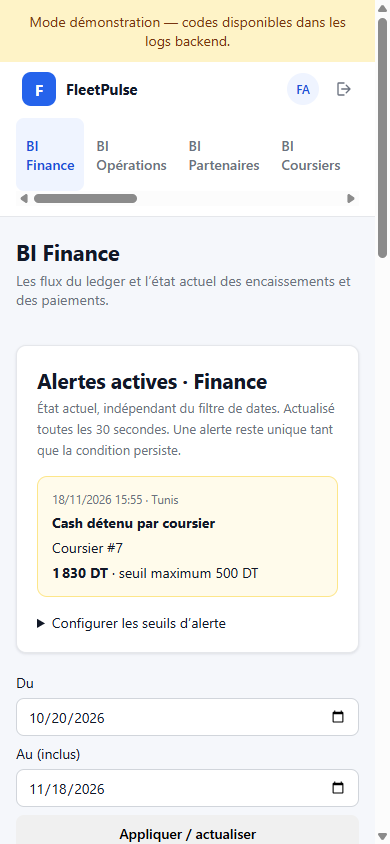 Mode démonstration — codes disponibles dans les
logs backend.
F
FleetPulse
FA
BI
Finance
BI
Opérations
BI
Partenaires
BI
Coursiers
BI Finance
Les flux du ledger et l’état actuel des encaissements et
des paiements.
Alertes actives · Finance
État actuel, indépendant du filtre de dates. Actualisé
toutes les 30 secondes. Une alerte reste unique tant
que la condition persiste.
18/11/2026 15:55 · Tunis
Cash détenu par coursier
Coursier #7
1 830 DT · seuil maximum 500 DT
Configurer les seuils d’alerte
Du
10/20/2026
Au (inclus)
11/18/2026
Appliquer / actualiser